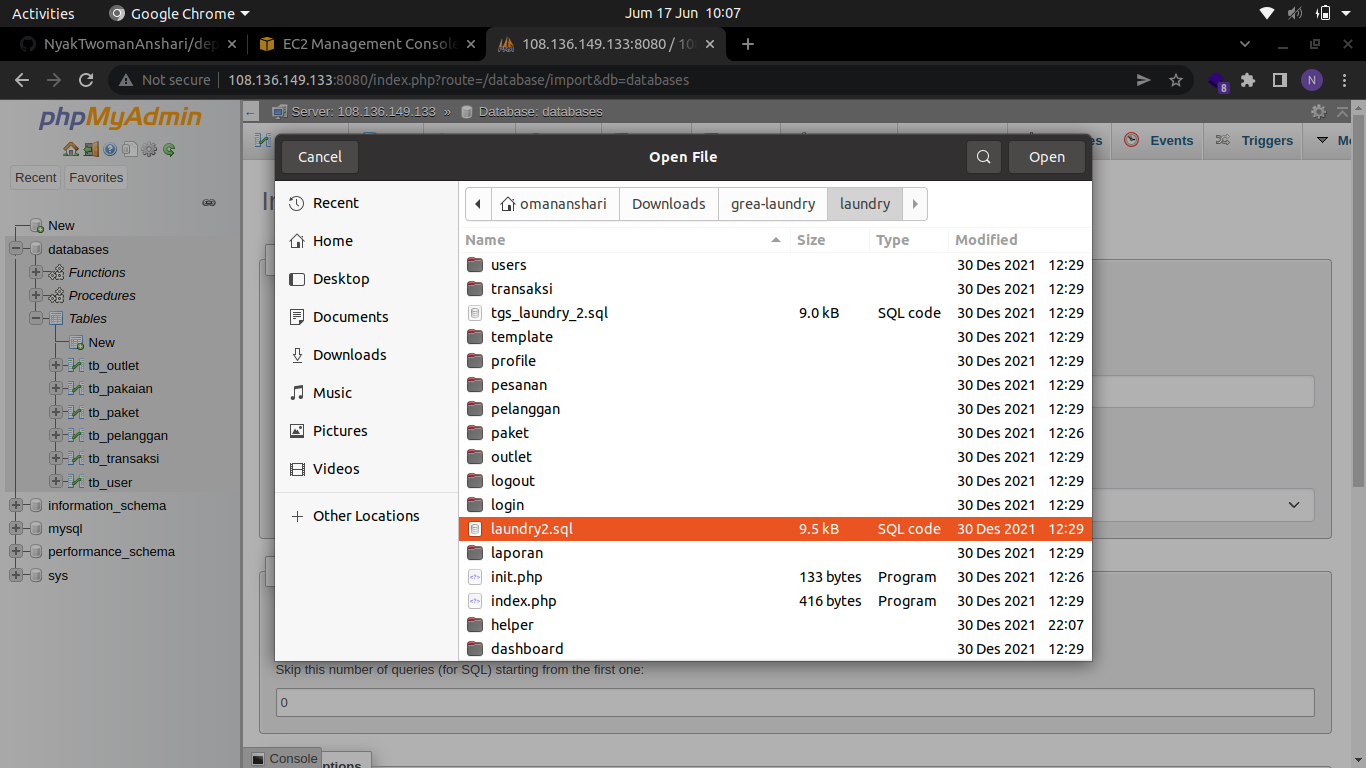 Activities Google Chrome Jum 17 Jun 10:07
NyakTwomanAnshari/dep EC2 Management Console 108.136.149.133:8080 / 10
Not secure 108.136.149.133:8080/index.php?route=/database/import&db=databases N
8
phpMyAdmin
Server: 108.136.149.133 » Database: databases
Events Triggers
Recent Favorites
New
databases
Functions
Procedures
Tables
New
tb_outlet
tb_pakaian
tb_paket
tb_pelanggan
tb_transaksi
tb_user
information_schema
mysql
performance_schema
sys
Cancel Open File Open
Recent
Home
Desktop
Documents
Downloads
Music
Pictures
Videos
Other Locations
omananshari Downloads grea-laundry laundry
Name Size Type Modified
users 30 Des 2021 12:29
transaksi 30 Des 2021 12:29
tgs_laundry_2.sql 9.0 kB SQL code 30 Des 2021 12:29
template 30 Des 2021 12:29
profile 30 Des 2021 12:29
pesanan 30 Des 2021 12:29
pelanggan 30 Des 2021 12:29
paket 30 Des 2021 12:26
outlet 30 Des 2021 12:29
logout 30 Des 2021 12:29
login 30 Des 2021 12:29
laundry2.sql 9.5 kB SQL code 30 Des 2021 12:29
laporan 30 Des 2021 12:29
init.php 133 bytes Program 30 Des 2021 12:26
index.php 416 bytes Program 30 Des 2021 12:29
helper 30 Des 2021 22:07
dashboard 30 Des 2021 12:29
Skip this number of queries (for SQL) starting from the first one:
0
Console